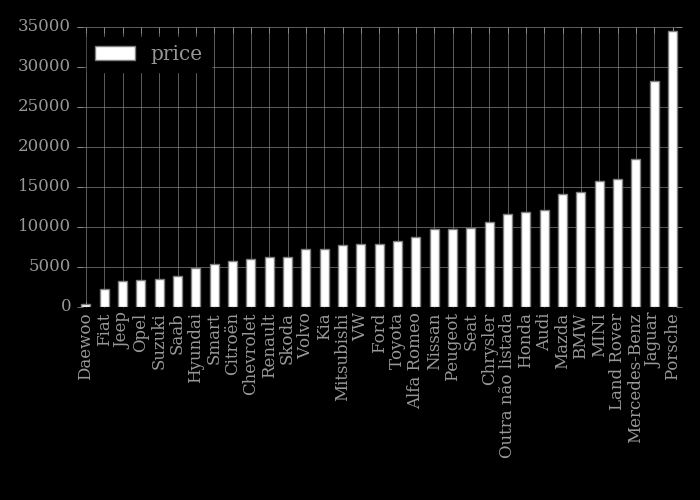 35000
30000
25000
20000
15000
10000
5000
0
price
Daewoo
Fiat
Jeep
Opel
Suzuki
Saab
Hyundai
Smart
Citroën
Chevrolet
Renault
Skoda
Volvo
Kia
Mitsubishi
VW
Ford
Toyota
Alfa Romeo
Nissan
Peugeot
Seat
Chrysler
Outra não listada
Honda
Audi
Mazda
BMW
MINI
Land Rover
Mercedes-Benz
Jaguar
Porsche